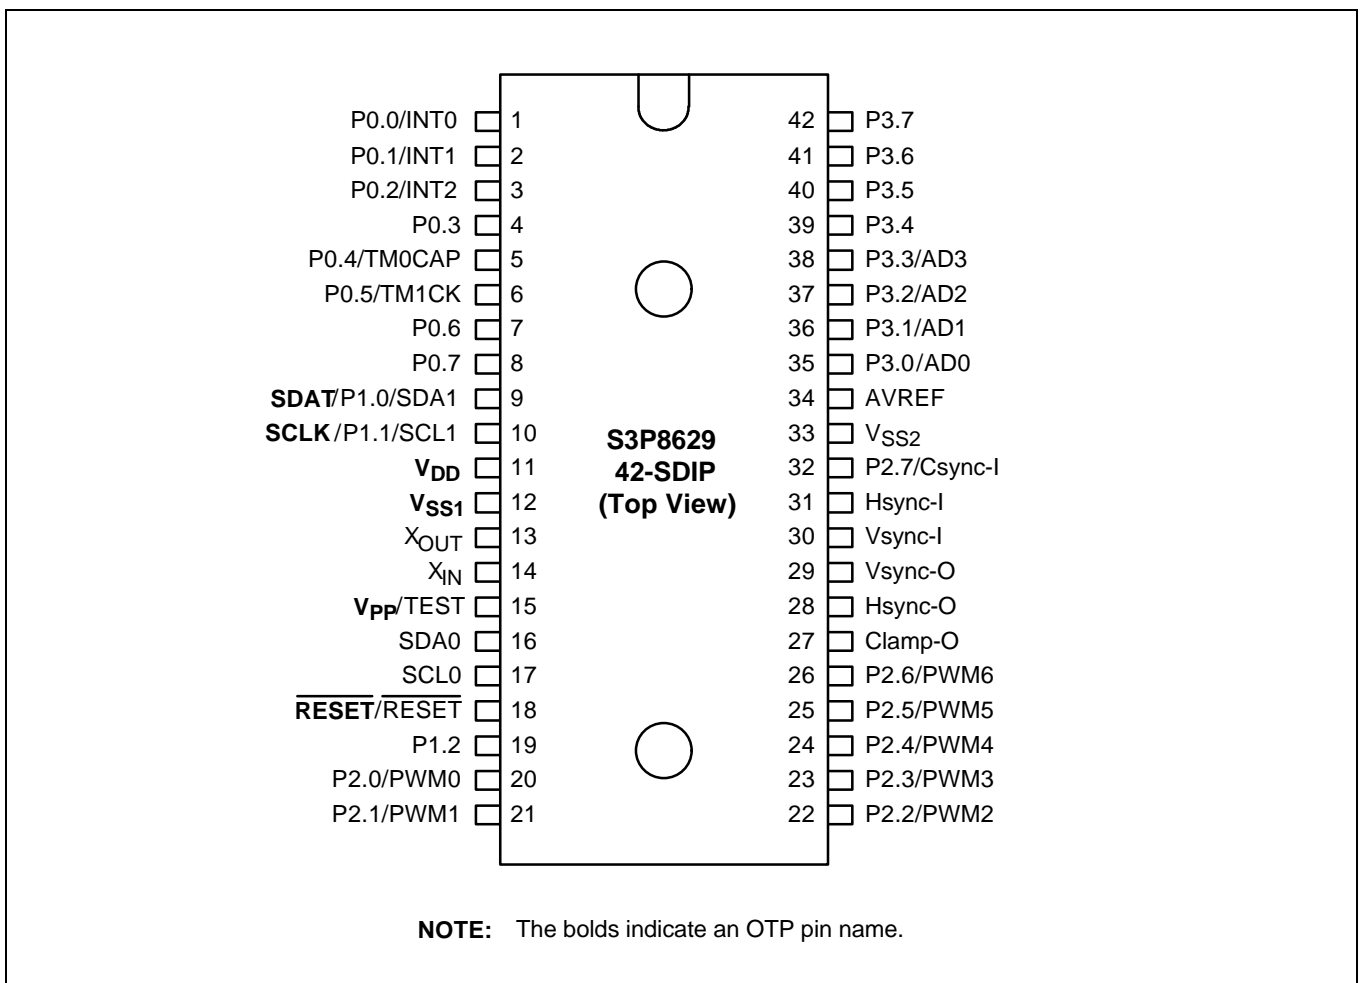 P0.0/INT0 1 42 P3.7
P0.1/INT1 2 41 P3.6
P0.2/INT2 3 40 P3.5
P0.3 4 39 P3.4
P0.4/TM0CAP 5 38 P3.3/AD3
P0.5/TM1CK 6 37 P3.2/AD2
P0.6 7 36 P3.1/AD1
P0.7 8 35 P3.0/AD0
SDAT/P1.0/SDA1 9 34 AVREF
SCLK/P1.1/SCL1 10 S3P8629 33 VSS2
VDD 11 42-SDIP 32 P2.7/Csync-I
VSS1 12 (Top View) 31 Hsync-I
XOUT 13 30 Vsync-I
XIN 14 29 Vsync-O
VPP/TEST 15 28 Hsync-O
SDA0 16 27 Clamp-O
SCL0 17 26 P2.6/PWM6
RESET/RESET 18 25 P2.5/PWM5
P1.2 19 24 P2.4/PWM4
P2.0/PWM0 20 23 P2.3/PWM3
P2.1/PWM1 21 22 P2.2/PWM2
NOTE: The bolds indicate an OTP pin name.